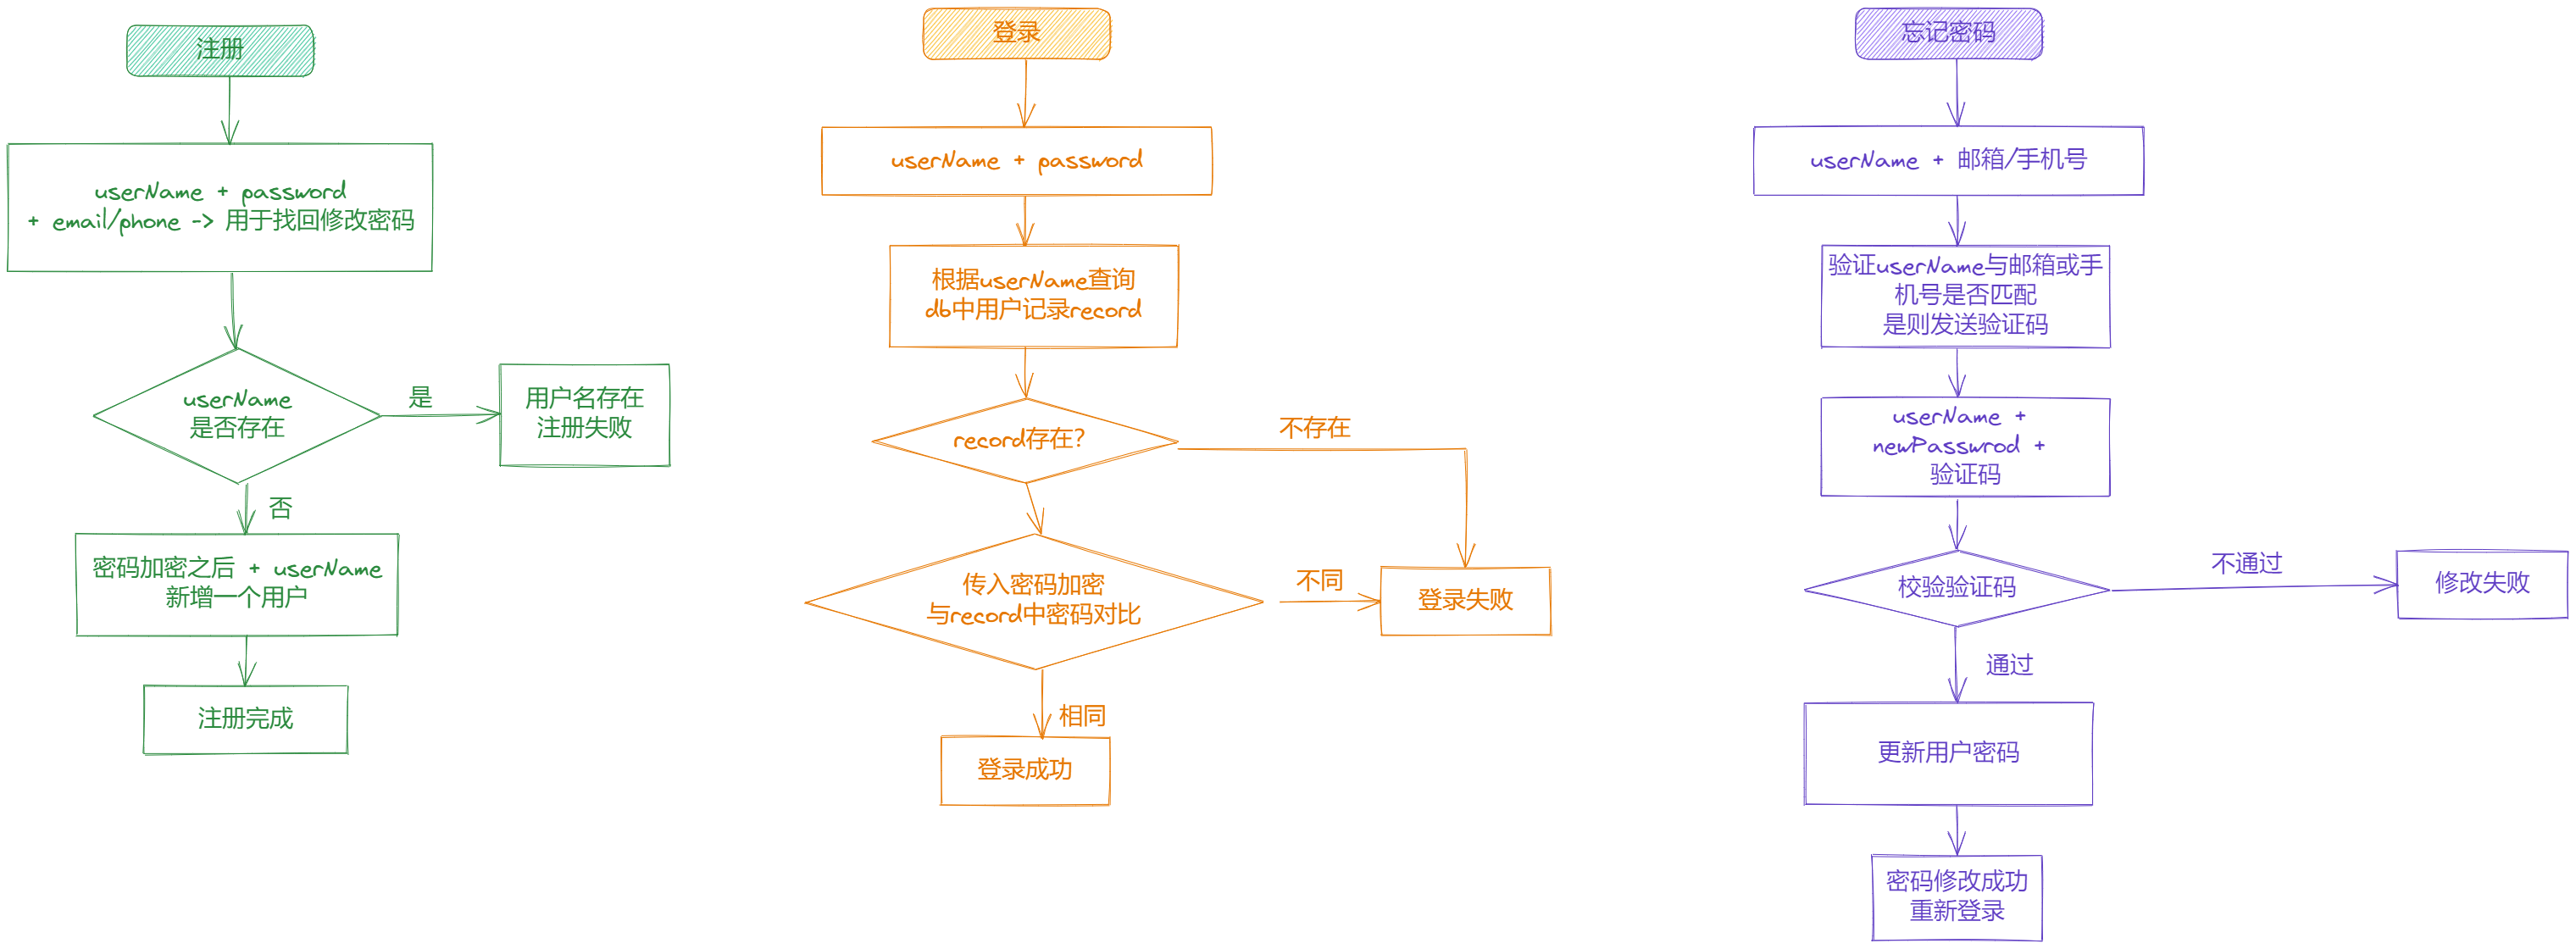 注册
userName + password
+ email/phone -> 用于找回修改密码
userName
是否存在
是
用户名存在
注册失败
否
密码加密之后 + userName
新增一个用户
注册完成
登录
userName + password
根据userName查询
db中用户记录record
record存在?
不存在
传入密码加密
与record中密码对比
不同
登录失败
相同
登录成功
忘记密码
userName + 邮箱/手机号
验证userName与邮箱或手
机号是否匹配
是则发送验证码
userName +
newPasswrod +
验证码
校验验证码
不通过
修改失败
通过
更新用户密码
密码修改成功
重新登录